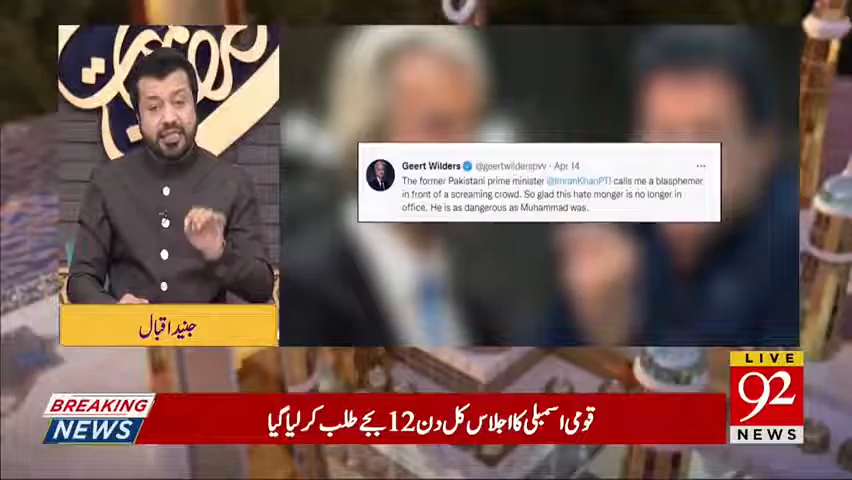 Geert Wilders @geertwilderspvv · Apr 14
The former Pakistani prime minister @ImranKhanPTI calls me a blasphemer
in front of a screaming crowd. So glad this hate monger is no longer in
office. He is as dangerous as Muhammad was.
جنید اقبال
LIVE
92
NEWS
BREAKING
NEWS
قومی اسمبلی کا اجلاس کل دن 12 بجے طلب کر لیا گیا